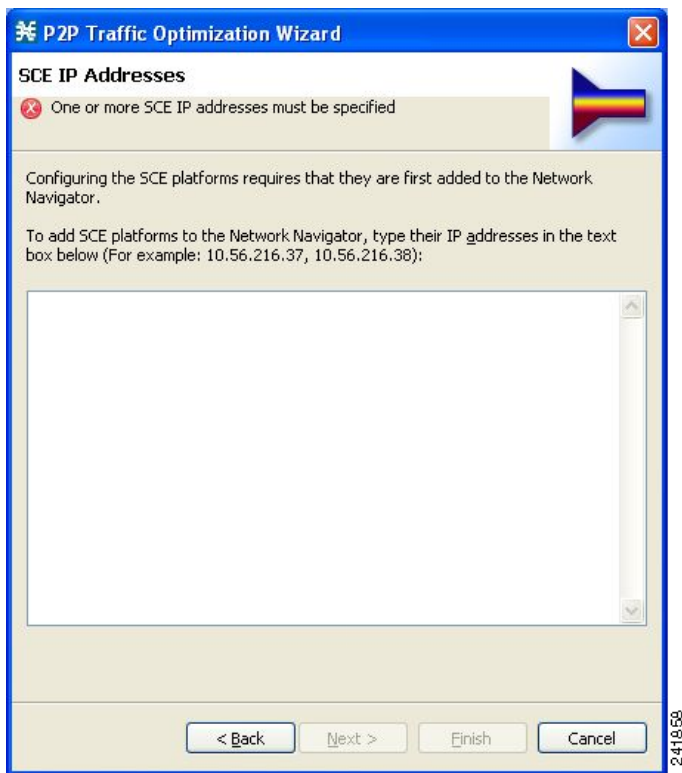 P2P Traffic Optimization Wizard
SCE IP Addresses
One or more SCE IP addresses must be specified
Configuring the SCE platforms requires that they are first added to the Network
Navigator.
To add SCE platforms to the Network Navigator, type their IP addresses in the text
box below (For example: 10.56.216.37, 10.56.216.38):
< Back
Next >
Finish
Cancel
241858